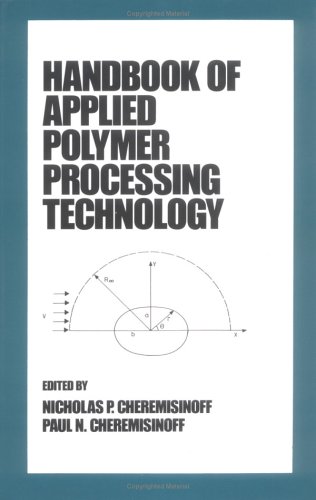 HANDBOOK OF
APPLIED
POLYMER
PROCESSING
TECHNOLOGY
Y
R∞
a
r
V
θ
b
X
EDITED BY
NICHOLAS P. CHEREMISINOFF
PAUL N. CHEREMISINOFF